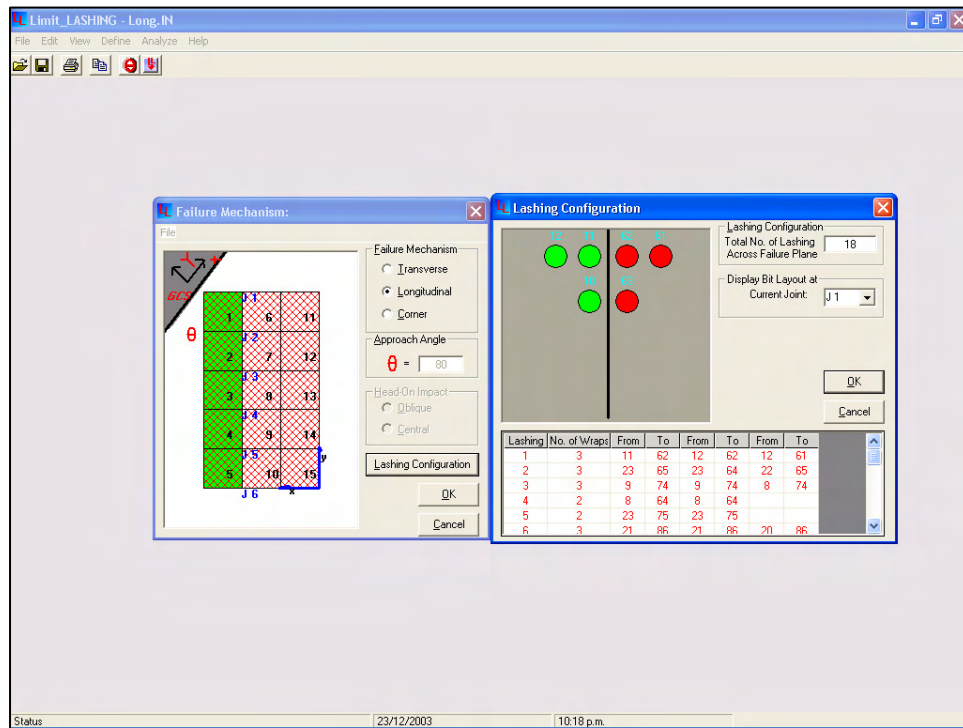 Limit_LASHING - Long.IN
File Edit View Define Analyze Help
Failure Mechanism:
File
GCS
θ
J 1
1 6 11
J 2
2 7 12
J 3
3 8 13
J 4
4 9 14
J 5
5 10 15
J 6
x
y
Failure Mechanism
Transverse
Longitudinal
Corner
Approach Angle
θ = 80
Head-On Impact
Oblique
Central
Lashing Configuration
OK
Cancel
Lashing Configuration
12 11 62 61
10
Lashing Configuration
Total No. of Lashing Across Failure Plane
18
Display Bit Layout at
Current Joint: J 1
OK
Cancel
Lashing No. of Wraps From To From To From To
1 3 11 62 12 62 12 61
2 3 23 65 23 64 22 65
3 3 9 74 9 74 8 74
4 2 8 64 8 64
5 2 23 75 23 75
6 3 21 86 21 86 20 86
Status 23/12/2003 10:18 p.m.